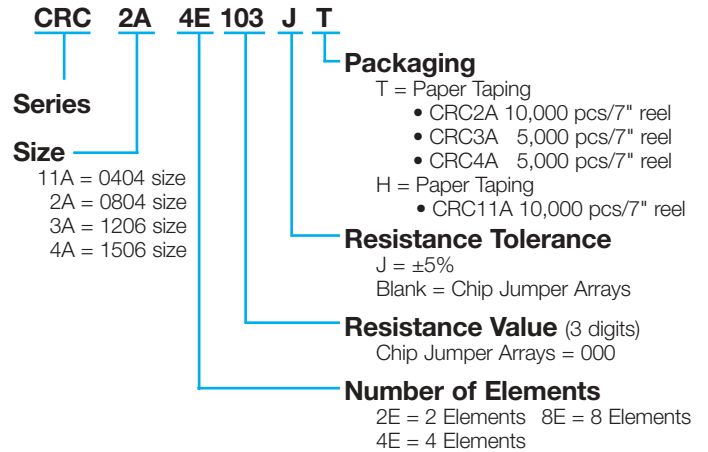 CRC 2A 4E 103 J T
Packaging
T = Paper Taping
• CRC2A 10,000 pcs/7" reel
• CRC3A 5,000 pcs/7" reel
• CRC4A 5,000 pcs/7" reel
H = Paper Taping
• CRC11A 10,000 pcs/7" reel
Series
Size
11A = 0404 size
2A = 0804 size
3A = 1206 size
4A = 1506 size
Resistance Tolerance
J = ±5%
Blank = Chip Jumper Arrays
Resistance Value (3 digits)
Chip Jumper Arrays = 000
Number of Elements
2E = 2 Elements 8E = 8 Elements
4E = 4 Elements